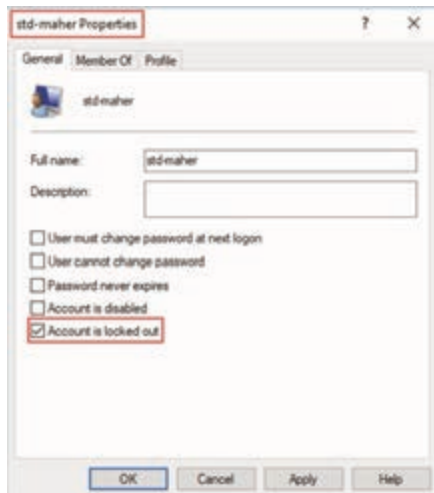 std-maher Properties ? ×
General Member Of Profile
std-maher
Full name: std-maher
Description:
User must change password at next logon
User cannot change password
Password never expires
Account is disabled
Account is locked out
OK Cancel Apply Help